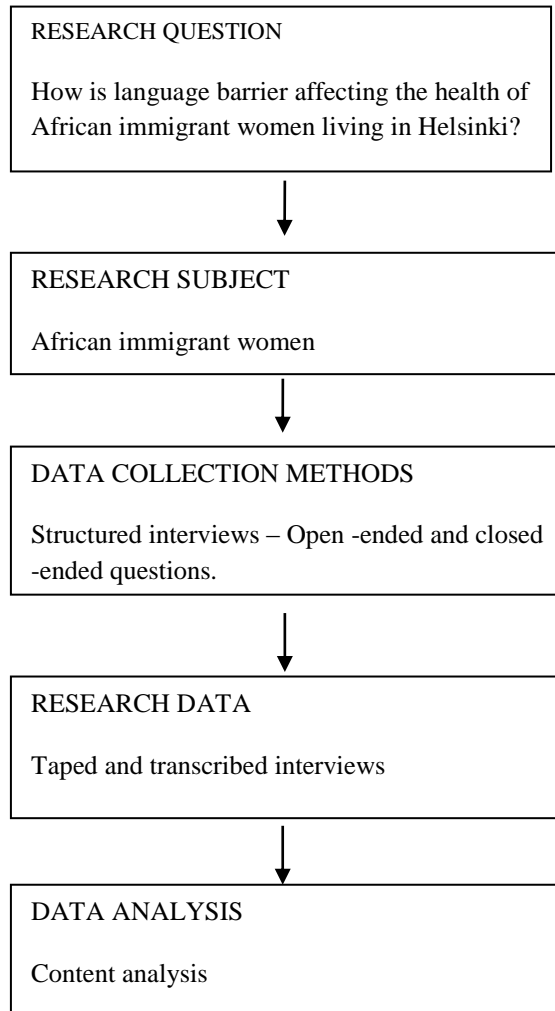 RESEARCH QUESTION
How is language barrier affecting the health of
African immigrant women living in Helsinki?
RESEARCH SUBJECT
African immigrant women
DATA COLLECTION METHODS
Structured interviews – Open -ended and closed
-ended questions.
RESEARCH DATA
Taped and transcribed interviews
DATA ANALYSIS
Content analysis